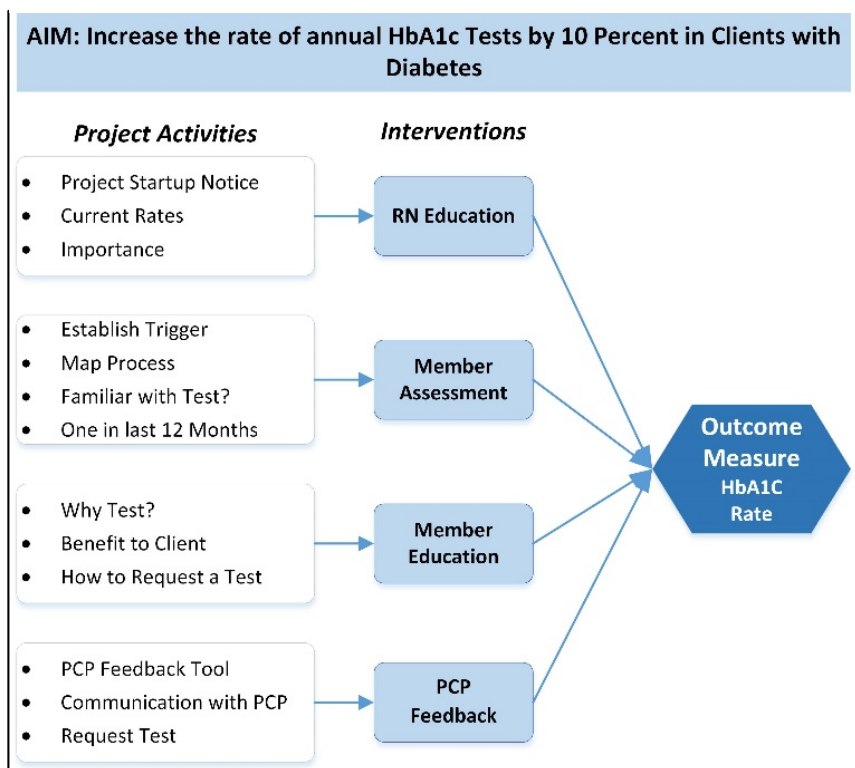 AIM: Increase the rate of annual HbA1c Tests by 10 Percent in Clients with
Diabetes
Project Activities
Interventions
• Project Startup Notice
• Current Rates
• Importance
RN Education
• Establish Trigger
• Map Process
• Familiar with Test?
• One in last 12 Months
Member
Assessment
• Why Test?
• Benefit to Client
• How to Request a Test
Member
Education
• PCP Feedback Tool
• Communication with PCP
• Request Test
PCP
Feedback
Outcome
Measure
HbA1C
Rate